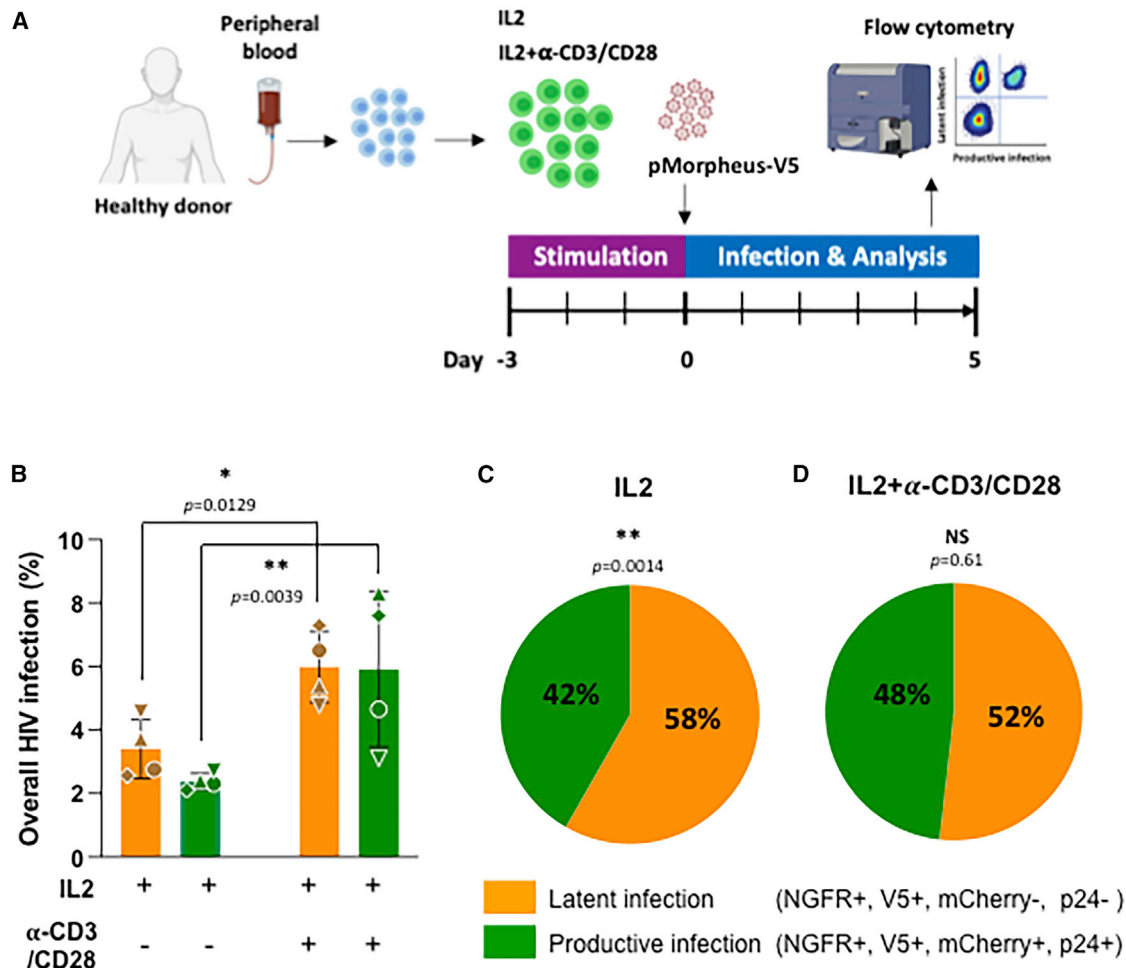 A
Peripheral
blood
IL2
IL2+α-CD3/CD28
Flow cytometry
Latent infection
Productive infection
Healthy donor
pMorpheus-V5
Stimulation
Infection & Analysis
Day -3 0 5
B
*
p=0.0129
**
p=0.0039
Overall HIV infection (%)
10
8
6
4
2
0
IL2 + + + +
α-CD3
/CD28 - - + +
C
IL2
**
p=0.0014
42%
58%
D
IL2+α-CD3/CD28
NS
p=0.61
48%
52%
Latent infection (NGFR+, V5+, mCherry-, p24- )
Productive infection (NGFR+, V5+, mCherry+, p24+)